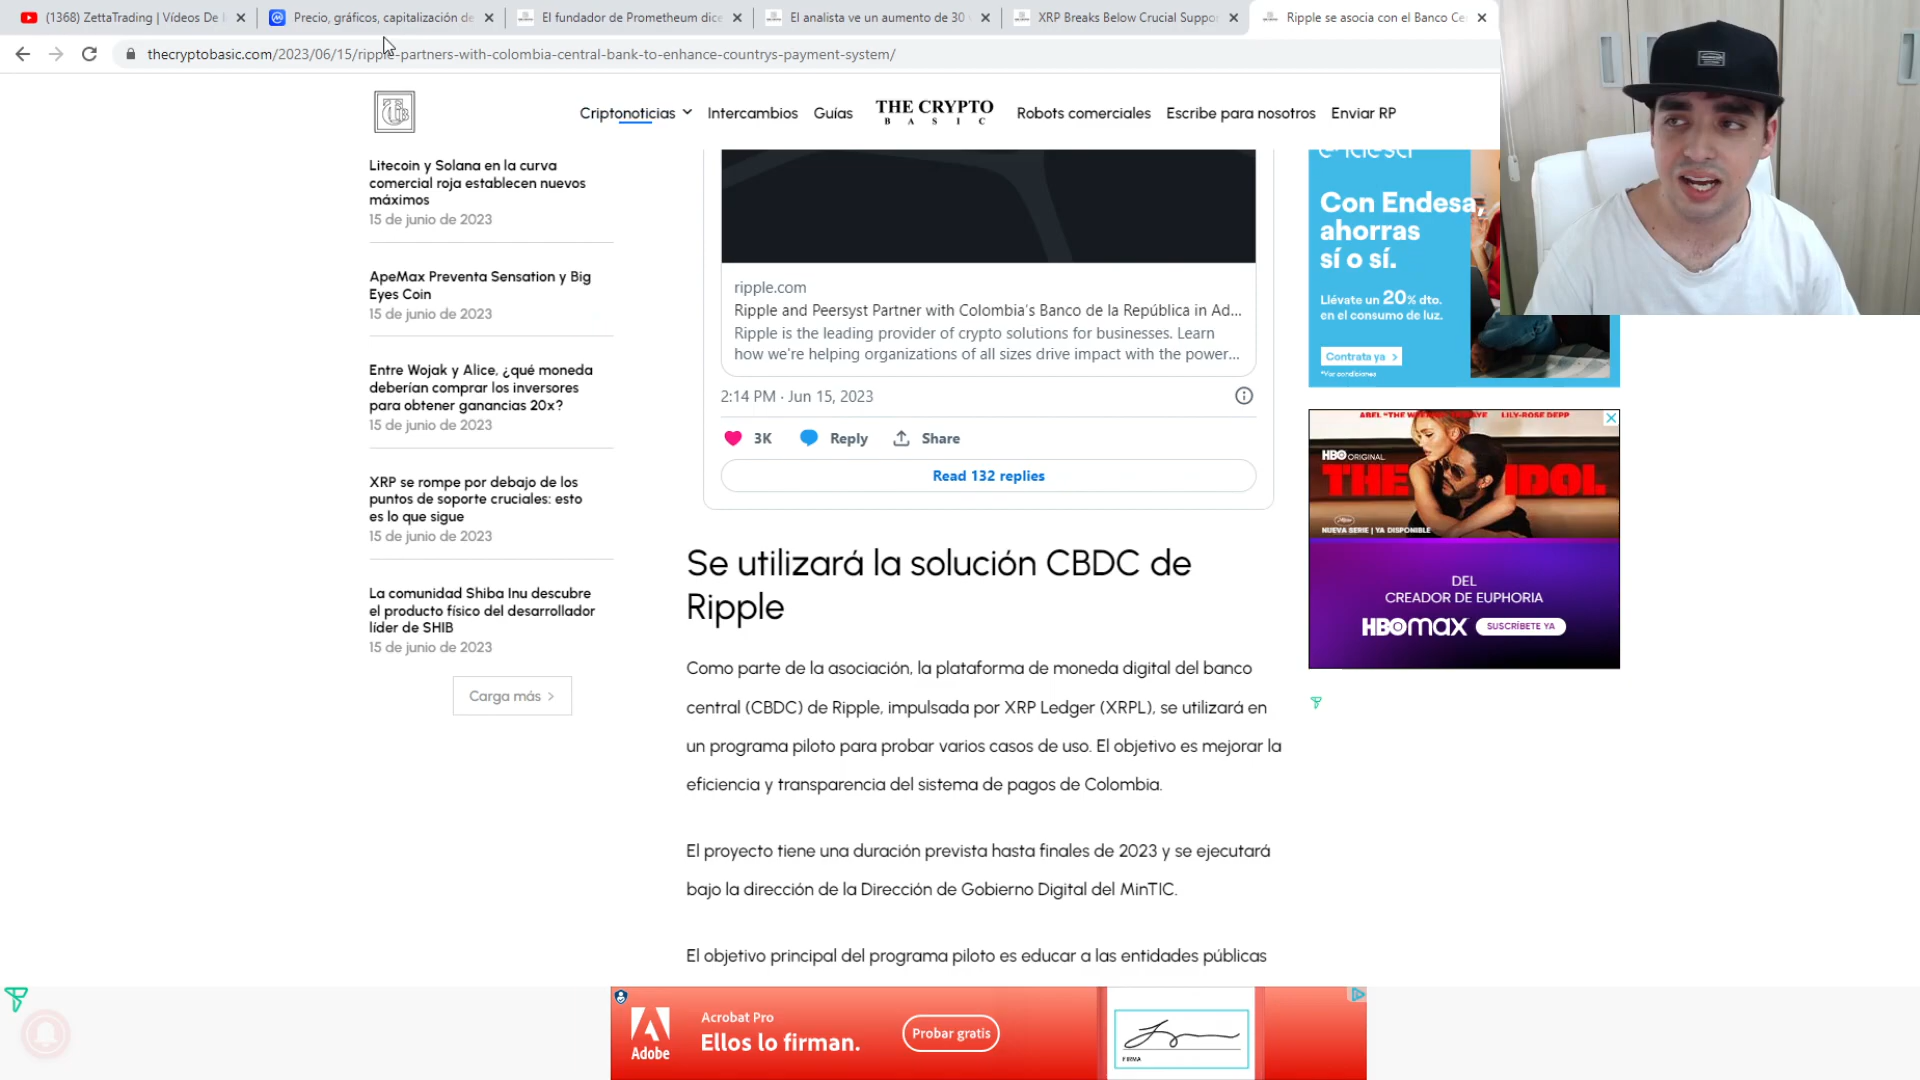 (1368) ZettaTrading | Vídeos De
Precio, gráficos, capitalización de
El fundador de Prometheum dice
El analista ve un aumento de 30
XRP Breaks Below Crucial Suppo
Ripple se asocia con el Banco Ce
thecryptobasic.com/2023/06/15/ripple-partners-with-colombia-central-bank-to-enhance-countrys-payment-system/
Criptonoticias
Intercambios
Guías
THE CRYPTO
BASIC
Robots comerciales
Escribe para nosotros
Enviar RP
Litecoin y Solana en la curva
comercial roja establecen nuevos
máximos
15 de junio de 2023
ApeMax Preventa Sensation y Big
Eyes Coin
15 de junio de 2023
Entre Wojak y Alice, ¿qué moneda
deberían comprar los inversores
para obtener ganancias 20x?
15 de junio de 2023
XRP se rompe por debajo de los
puntos de soporte cruciales: esto
es lo que sigue
15 de junio de 2023
La comunidad Shiba Inu descubre
el producto físico del desarrollador
líder de SHIB
15 de junio de 2023
Carga más
ripple.com
Ripple and Peersyst Partner with Colombia's Banco de la República in Ad...
Ripple is the leading provider of crypto solutions for businesses. Learn
how we're helping organizations of all sizes drive impact with the power...
2:14 PM · Jun 15, 2023
3K
Reply
Share
Read 132 replies
Se utilizará la solución CBDC de
Ripple
Como parte de la asociación, la plataforma de moneda digital del banco
central (CBDC) de Ripple, impulsada por XRP Ledger (XRPL), se utilizará en
un programa piloto para probar varios casos de uso. El objetivo es mejorar la
eficiencia y transparencia del sistema de pagos de Colombia.
El proyecto tiene una duración prevista hasta finales de 2023 y se ejecutará
bajo la dirección de la Dirección de Gobierno Digital del MinTIC.
El objetivo principal del programa piloto es educar a las entidades públicas
Con Endesa,
ahorras
sí o sí.
Llévate un 20% dto.
en el consumo de luz.
Contrata ya
*Ver condiciones
ABEL "THE WEEKND" TESFAYE
LILY-ROSE DEPP
HBO ORIGINAL
THE IDOL
NUEVA SERIE | YA DISPONIBLE
DEL
CREADOR DE EUPHORIA
HBOmax
SUSCRÍBETE YA
Adobe
Acrobat Pro
Ellos lo firman.
Probar gratis
FIRMA